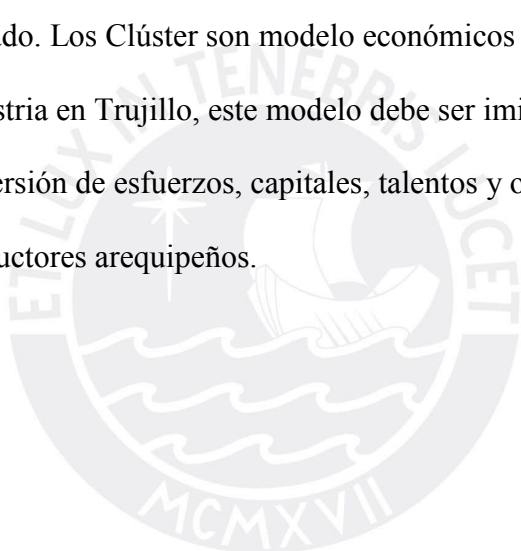 ado. Los Clúster son modelo económicos
stria en Trujillo, este modelo debe ser imi
ersión de esfuerzos, capitales, talentos y o
uctores arequipeños.
ET LUX IN TENEBRIS LUCET
MCMXVII